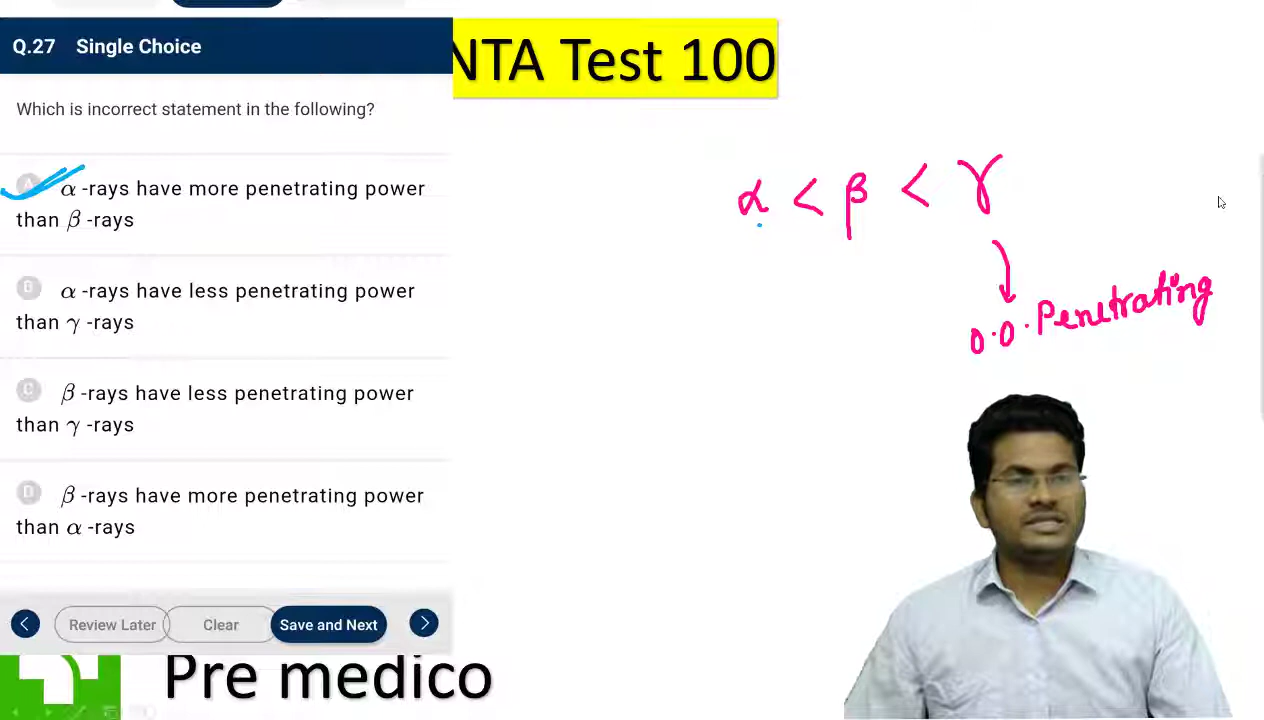 Q.27 Single Choice
NTA Test 100
Which is incorrect statement in the following?
A α -rays have more penetrating power
than β -rays
B α -rays have less penetrating power
than γ -rays
C β -rays have less penetrating power
than γ -rays
D β -rays have more penetrating power
than α -rays
α < β < γ
O.O. Penetrating
Review Later
Clear
Save and Next
Pre medico